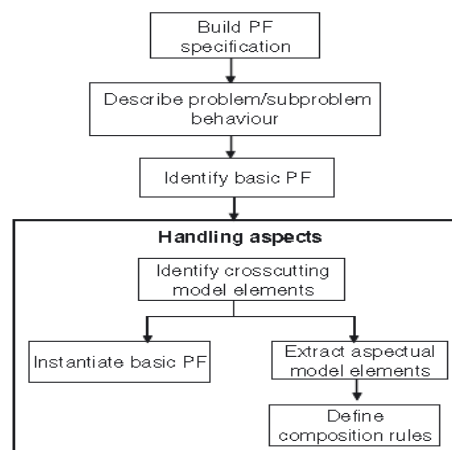 Build PF
specification
Describe problem/subproblem
behaviour
Identify basic PF
Handling aspects
Identify crosscutting
model elements
Instantiate basic PF
Extract aspectual
model elements
Define
composition rules